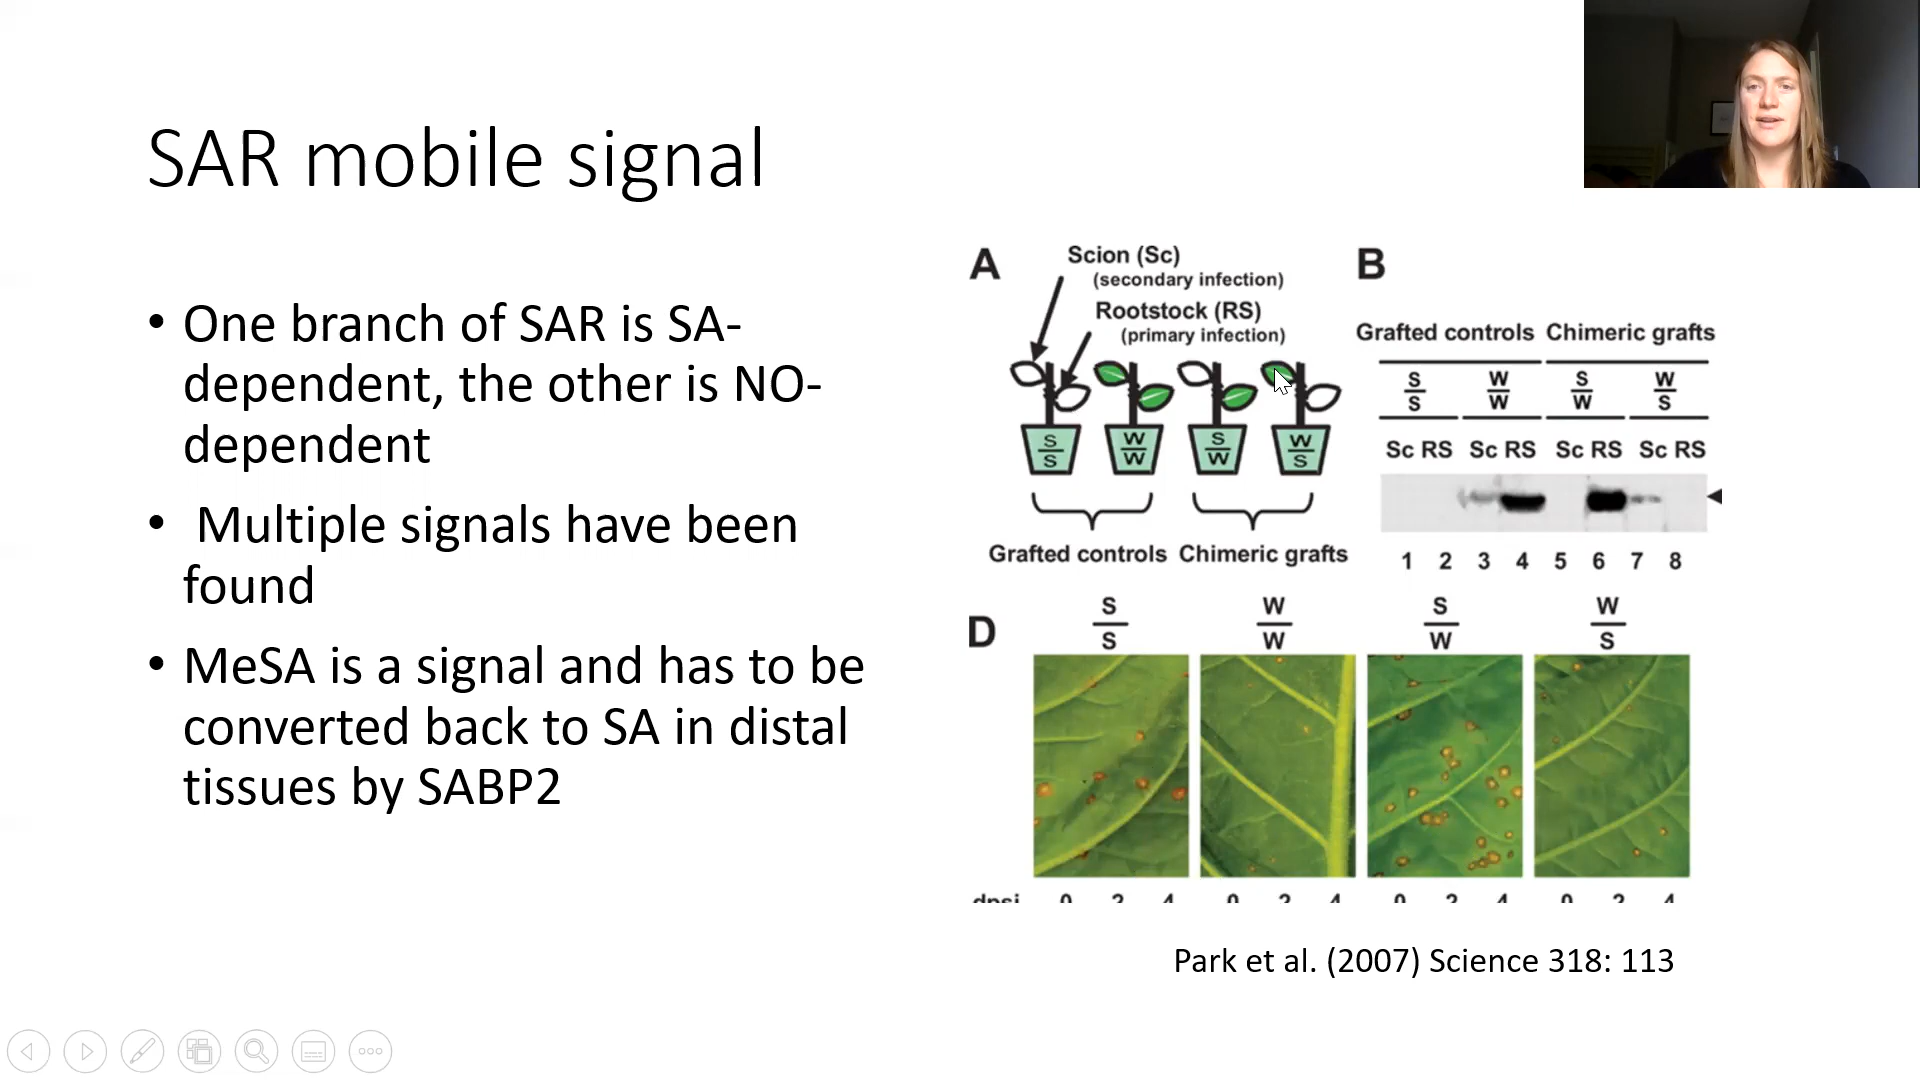 SAR mobile signal
• One branch of SAR is SA-
dependent, the other is NO-
dependent
• Multiple signals have been
found
• MeSA is a signal and has to be
converted back to SA in distal
tissues by SABP2
A
Scion (Sc)
(secondary infection)
Rootstock (RS)
(primary infection)
S W S W
S W W S
Grafted controls Chimeric grafts
B
Grafted controls Chimeric grafts
S W S W
S W W S
Sc RS Sc RS Sc RS Sc RS
1 2 3 4 5 6 7 8
D
S W S W
S W W S
dpsi 0 2 4 0 2 4 0 2 4 0 2 4
Park et al. (2007) Science 318: 113